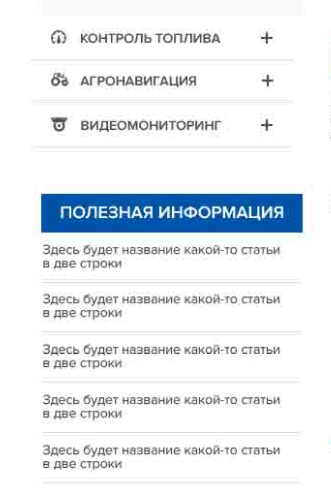 КОНТРОЛЬ ТОПЛИВА +
АГРОНАВИГАЦИЯ +
ВИДЕОМОНИТОРИНГ +
ПОЛЕЗНАЯ ИНФОРМАЦИЯ
Здесь будет название какой-то статьи
в две строки
Здесь будет название какой-то статьи
в две строки
Здесь будет название какой-то статьи
в две строки
Здесь будет название какой-то статьи
в две строки
Здесь будет название какой-то статьи
в две строки